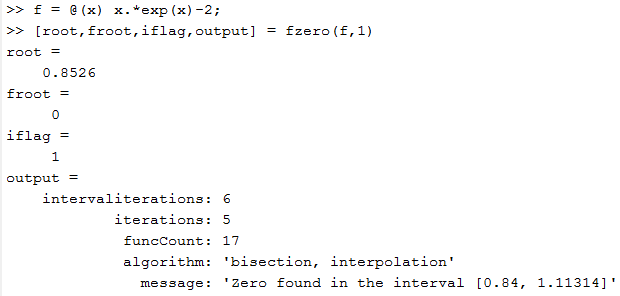 >> f = @(x) x.*exp(x)-2;
>> [root,froot,iflag,output] = fzero(f,1)
root =
0.8526
froot =
0
iflag =
1
output =
intervaliterations: 6
iterations: 5
funcCount: 17
algorithm: 'bisection, interpolation'
message: 'Zero found in the interval [0.84, 1.11314]'